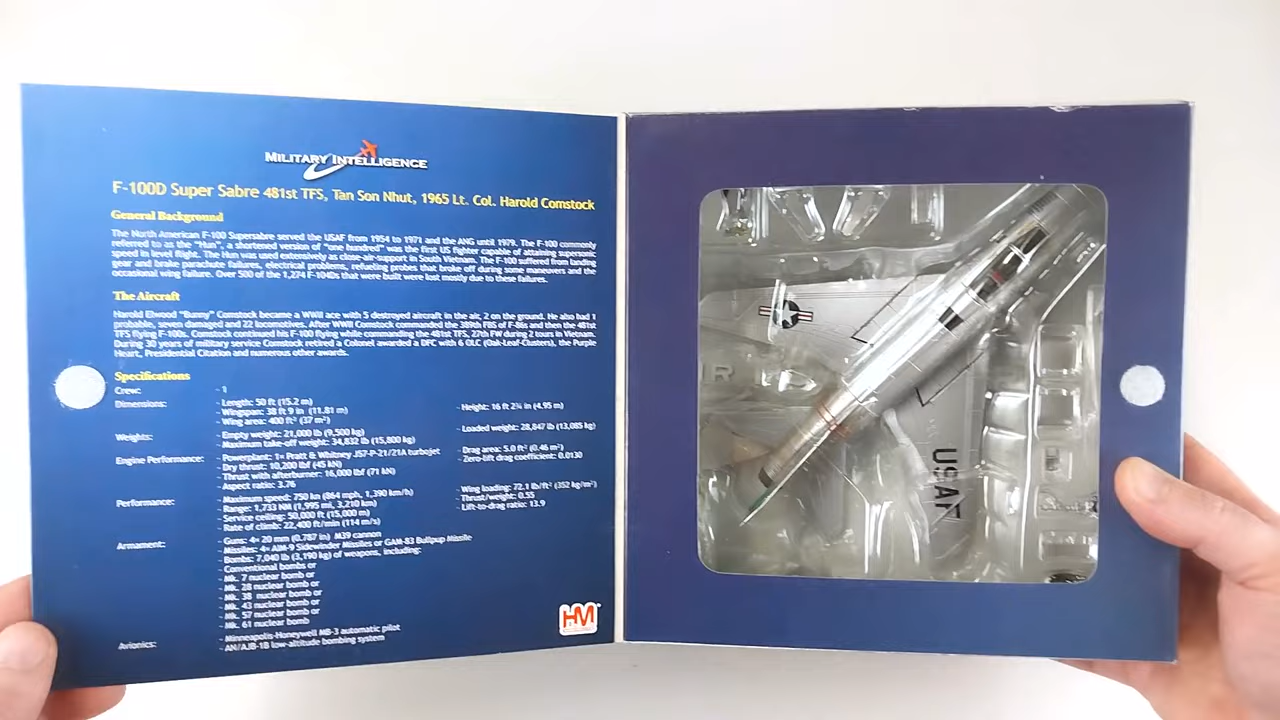 MILITARY INTELLIGENCE
F-100D Super Sabre 481st TFS, Tan Son Nhut, 1965 Lt. Col. Harold Comstock
General Background
The North American F-100 Supersabre served the USAF from 1954 to 1971 and the ANG until 1979. The F-100 commonly
referred to as the "Hun", a shortened version of "one hundred" was the first US fighter capable of attaining supersonic
speed in level flight. The Hun was used extensively as close-air-support in South Vietnam. The F-100 suffered from landing
gear and brake parachute failures, electrical problems, refueling probes that broke off during some maneuvers and the
occasional wing failure. Over 500 of the 1,274 F-104Ds that were built were lost mostly due to these failures.
The Aircraft
Harold Elwood "Bunny" Comstock became a WWII ace with 5 destroyed aircraft in the air, 2 on the ground. He also had 1
probable, seven damaged and 22 locomotives. After WWII Comstock commanded the 389th FBS of F-86s and then the 481st
TFS flying F-100s. Comstock continued his F-100 flying while commanding the 481st TFS, 27th FW during 2 tours in Vietnam.
During 30 years of military service Comstock retired a Colonel awarded a DFC with 6 OLC (Oak-Leaf-Clusters), the Purple
Heart, Presidential Citation and numerous other awards.
Specifications
Crew: - 1
Dimensions: - Length: 50 ft (15.2 m) - Height: 16 ft 2¾ in (4.95 m)
- Wingspan: 38 ft 9 in (11.81 m)
- Wing area: 400 ft² (37 m²)
Weights: - Empty weight: 21,000 lb (9,500 kg) - Loaded weight: 28,847 lb (13,085 kg)
- Maximum take-off weight: 34,832 lb (15,800 kg)
Engine Performance: - Powerplant: 1× Pratt & Whitney J57-P-21/21A turbojet - Drag area: 5.0 ft² (0.46 m²)
- Dry thrust: 10,200 lbf (45 kN) - Zero-lift drag coefficient: 0.0130
- Thrust with afterburner: 16,000 lbf (71 kN)
- Aspect ratio: 3.76
Performance: - Maximum speed: 750 kn (864 mph, 1,390 km/h) - Wing loading: 72.1 lb/ft² (352 kg/m²)
- Range: 1,733 NM (1,995 mi, 3,210 km) - Thrust/weight: 0.55
- Service ceiling: 50,000 ft (15,000 m) - Lift-to-drag ratio: 13.9
- Rate of climb: 22,400 ft/min (114 m/s)
Armament: - Guns: 4× 20 mm (0.787 in) M39 cannon
- Missiles: 4× AIM-9 Sidewinder Missiles or GAM-83 Bullpup Missile
- Bombs: 7,040 lb (3,190 kg) of weapons, including:
- Conventional bombs or
- Mk. 7 nuclear bomb or
- Mk. 28 nuclear bomb or
- Mk. 38 nuclear bomb or
- Mk. 43 nuclear bomb or
- Mk. 57 nuclear bomb or
- Mk. 61 nuclear bomb
Avionics: - Minneapolis-Honeywell MB-3 automatic pilot
- AN/AJB-1B low-altitude bombing system
HM
USAF